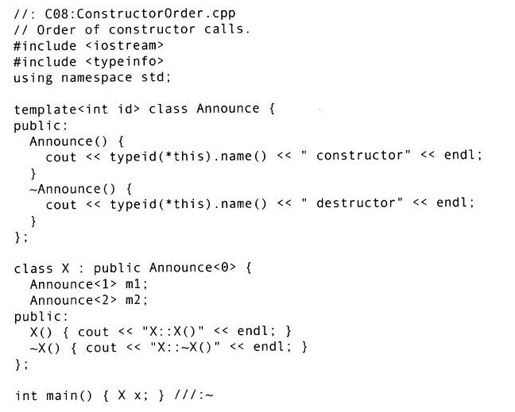 //: C08:ConstructorOrder.cpp
// Order of constructor calls.
#include <iostream>
#include <typeinfo>
using namespace std;

template<int id> class Announce {
public:
  Announce() {
    cout << typeid(*this).name() << " constructor" << endl;
  }
  ~Announce() {
    cout << typeid(*this).name() << " destructor" << endl;
  }
};

class X : public Announce<0> {
  Announce<1> m1;
  Announce<2> m2;
public:
  X() { cout << "X::X()" << endl; }
  ~X() { cout << "X::~X()" << endl; }
};

int main() { X x; } ///:~